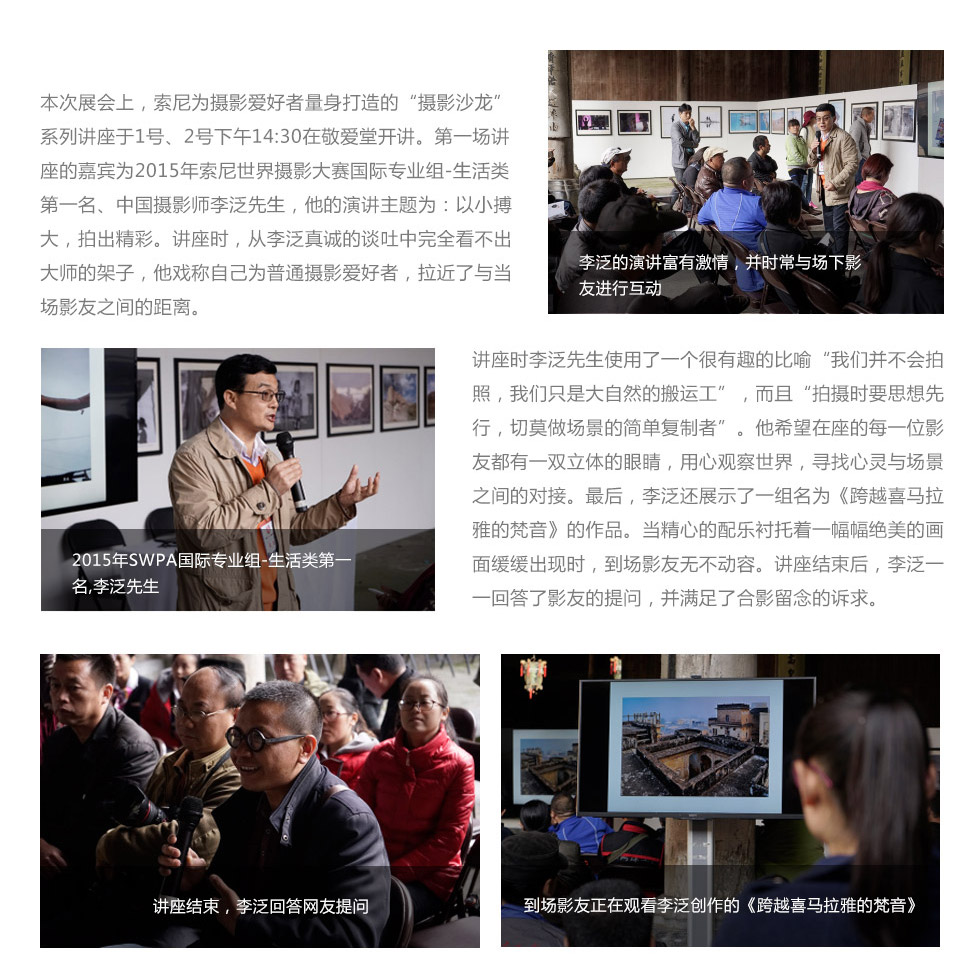 本次展会上，索尼为摄影爱好者量身打造的“摄影沙龙”
系列讲座于1号、2号下午14:30在敬爱堂开讲。第一场讲
座的嘉宾为2015年索尼世界摄影大赛国际专业组-生活类
第一名、中国摄影师李泛先生，他的演讲主题为：以小搏
大，拍出精彩。讲座时，从李泛真诚的谈吐中完全看不出
大师的架子，他戏称自己为普通摄影爱好者，拉近了与当
场影友之间的距离。
李泛的演讲富有激情，并时常与场下影
友进行互动
2015年SWPA国际专业组-生活类第一
名,李泛先生
讲座时李泛先生使用了一个很有趣的比喻“我们并不会拍
照，我们只是大自然的搬运工”，而且“拍摄时要思想先
行，切莫做场景的简单复制者”。他希望在座的每一位影
友都有一双立体的眼睛，用心观察世界，寻找心灵与场景
之间的对接。最后，李泛还展示了一组名为《跨越喜马拉
雅的梵音》的作品。当精心的配乐衬托着一幅幅绝美的画
面缓缓出现时，到场影友无不动容。讲座结束后，李泛一
一回答了影友的提问，并满足了合影留念的诉求。
讲座结束，李泛回答网友提问
到场影友正在观看李泛创作的《跨越喜马拉雅的梵音》